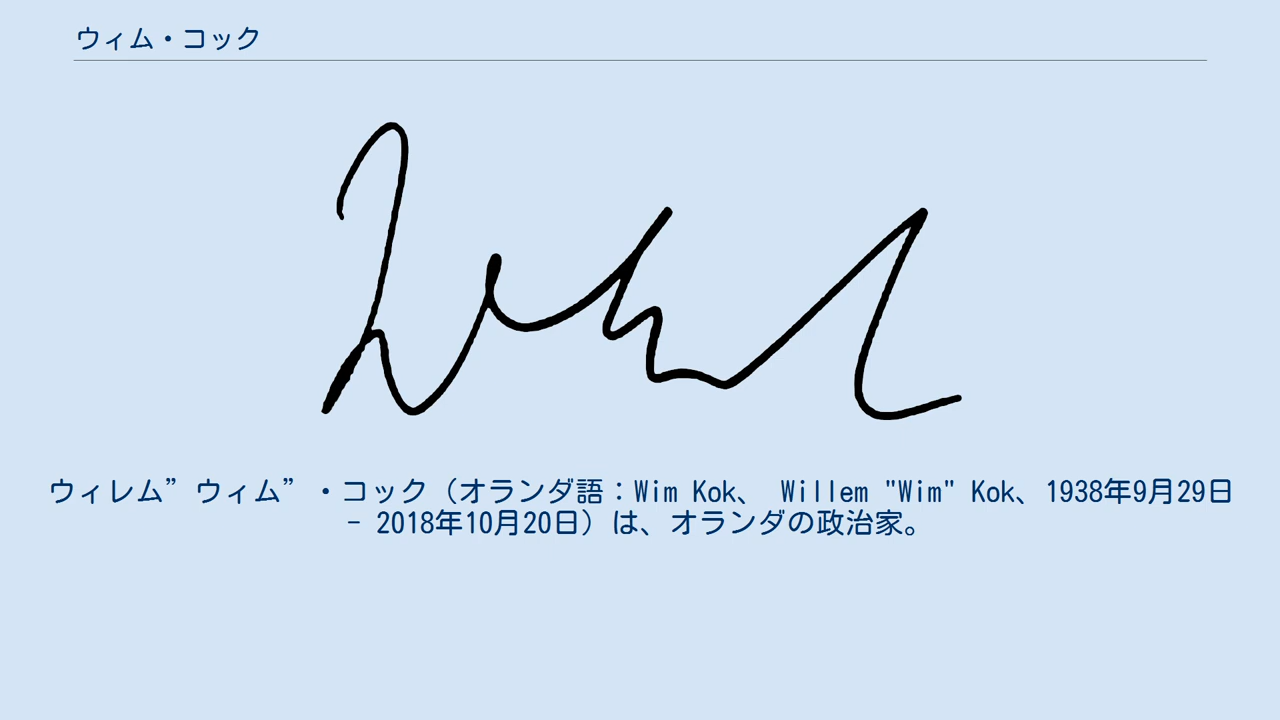 ウィム・コック
ウィレム”ウィム”・コック（オランダ語：Wim Kok、 Willem "Wim" Kok、1938年9月29日
– 2018年10月20日）は、オランダの政治家。